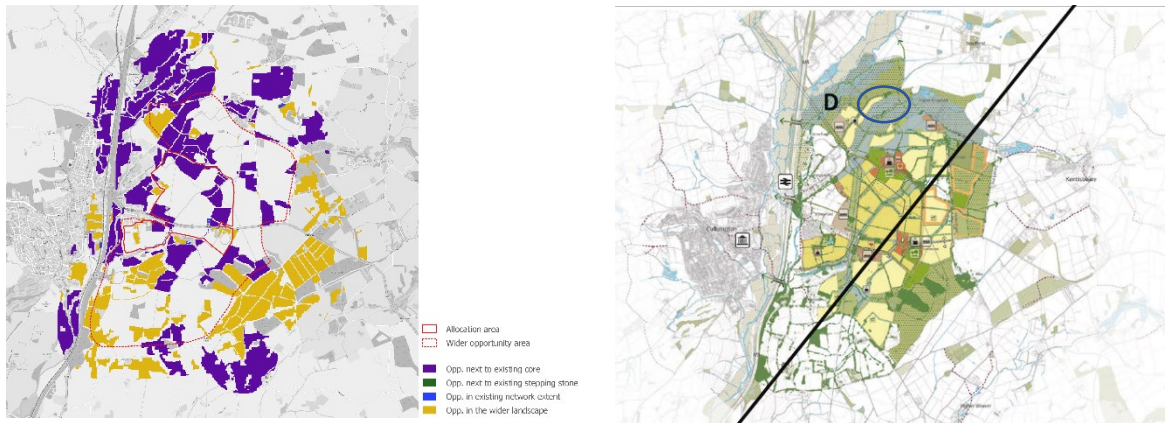 Allocation area
Wider opportunity area
Opp. next to existing core
Opp. next to existing stepping stone
Opp. in existing network extent
Opp. in the wider landscape
D
Cullompton
Kentisbeare